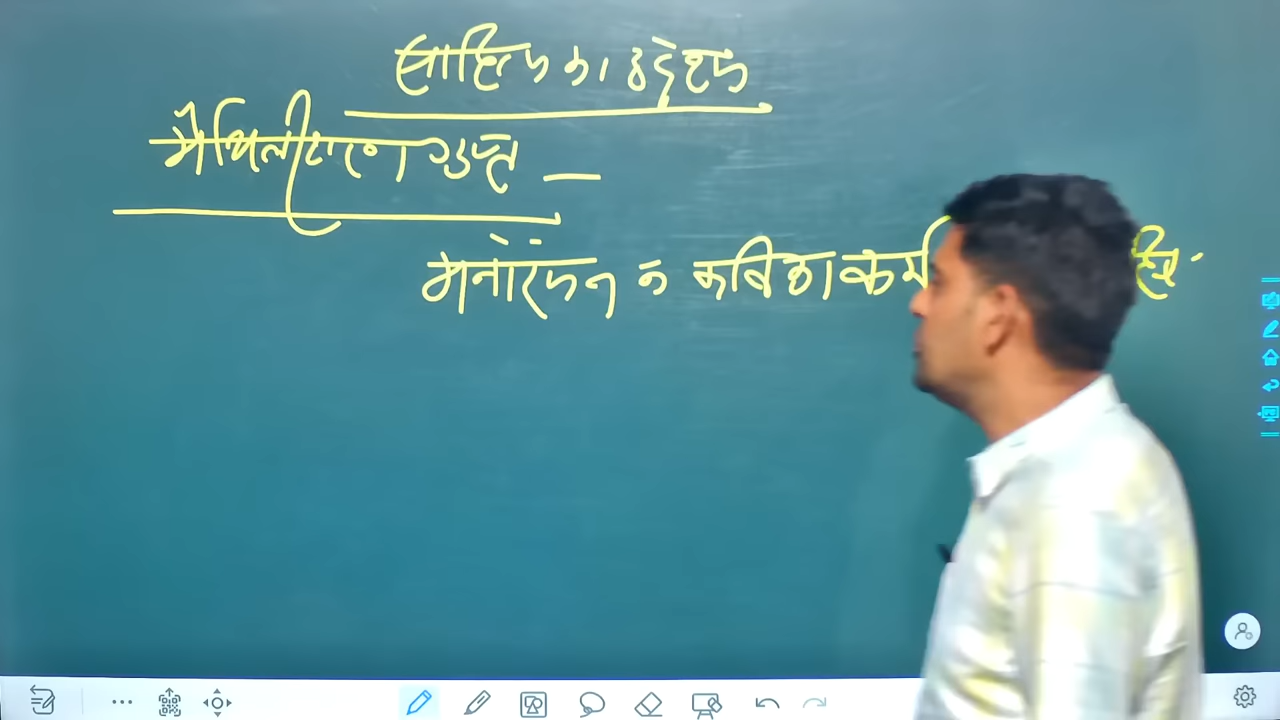 साहित्य का उद्देश्य
मैथिलीशरण गुप्त —
मनोरंजन न कविता कर्म